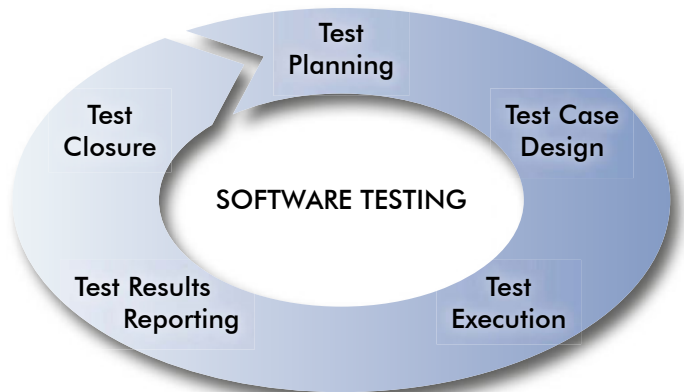 Test
Planning
Test Case
Design
Test
Execution
Test Results
Reporting
Test
Closure
SOFTWARE TESTING